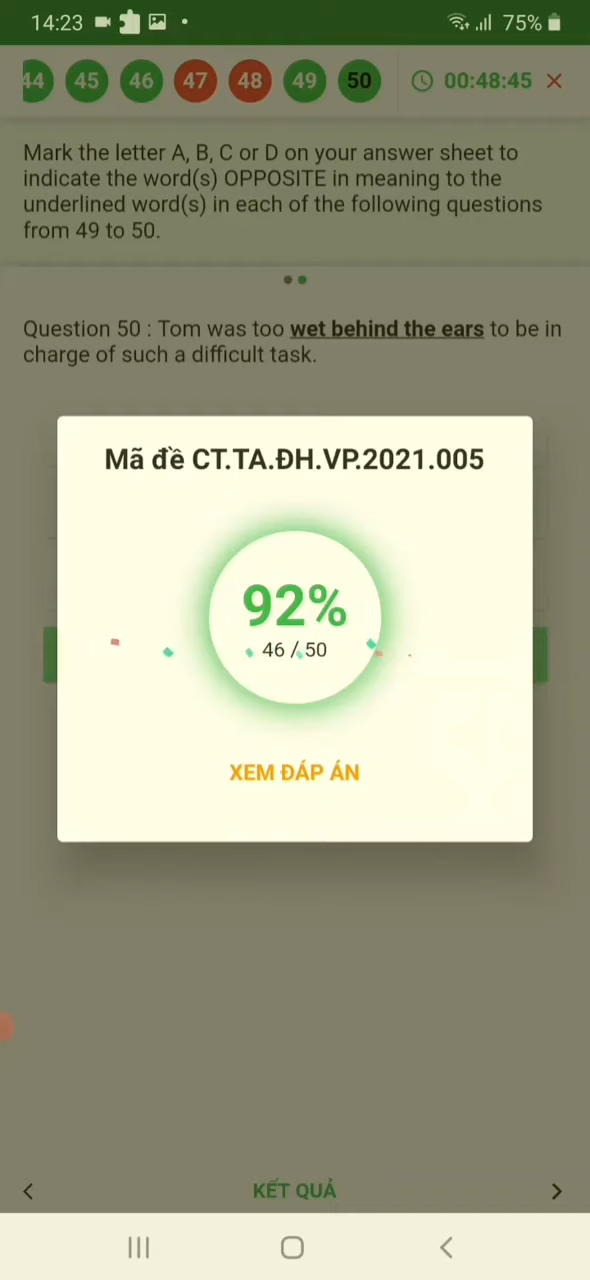 14:23 75%
44 45 46 47 48 49 50 00:48:45
Mark the letter A, B, C or D on your answer sheet to
indicate the word(s) OPPOSITE in meaning to the
underlined word(s) in each of the following questions
from 49 to 50.
Question 50 : Tom was too wet behind the ears to be in
charge of such a difficult task.
Mã đề CT.TA.ĐH.VP.2021.005
92%
46 / 50
XEM ĐÁP ÁN
KẾT QUẢ